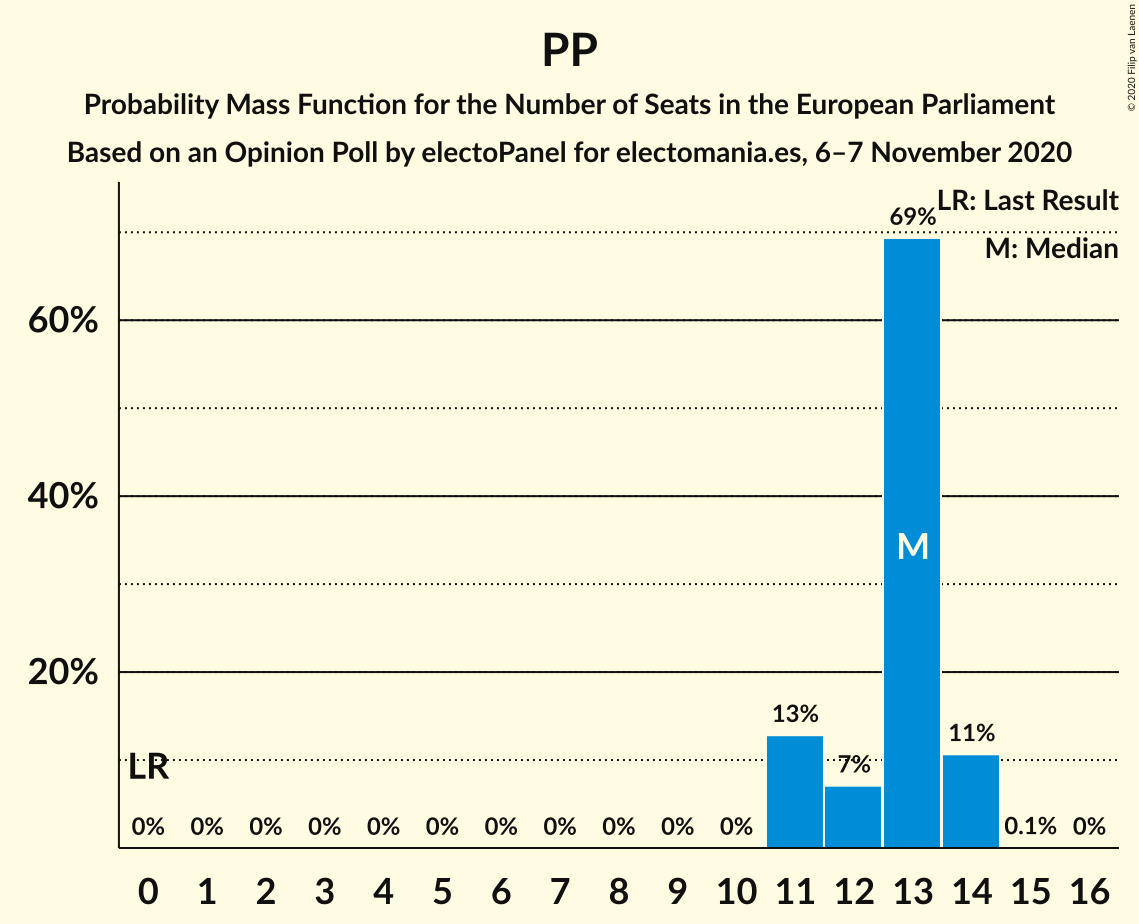 PP
Probability Mass Function for the Number of Seats in the European Parliament
Based on an Opinion Poll by electoPanel for electomania.es, 6–7 November 2020
© 2020 Filip van Laenen
LR: Last Result
M: Median
60%
40%
20%
69%
M
13%
7%
11%
LR
0% 0% 0% 0% 0% 0% 0% 0% 0% 0% 0% 0.1% 0%
0 1 2 3 4 5 6 7 8 9 10 11 12 13 14 15 16